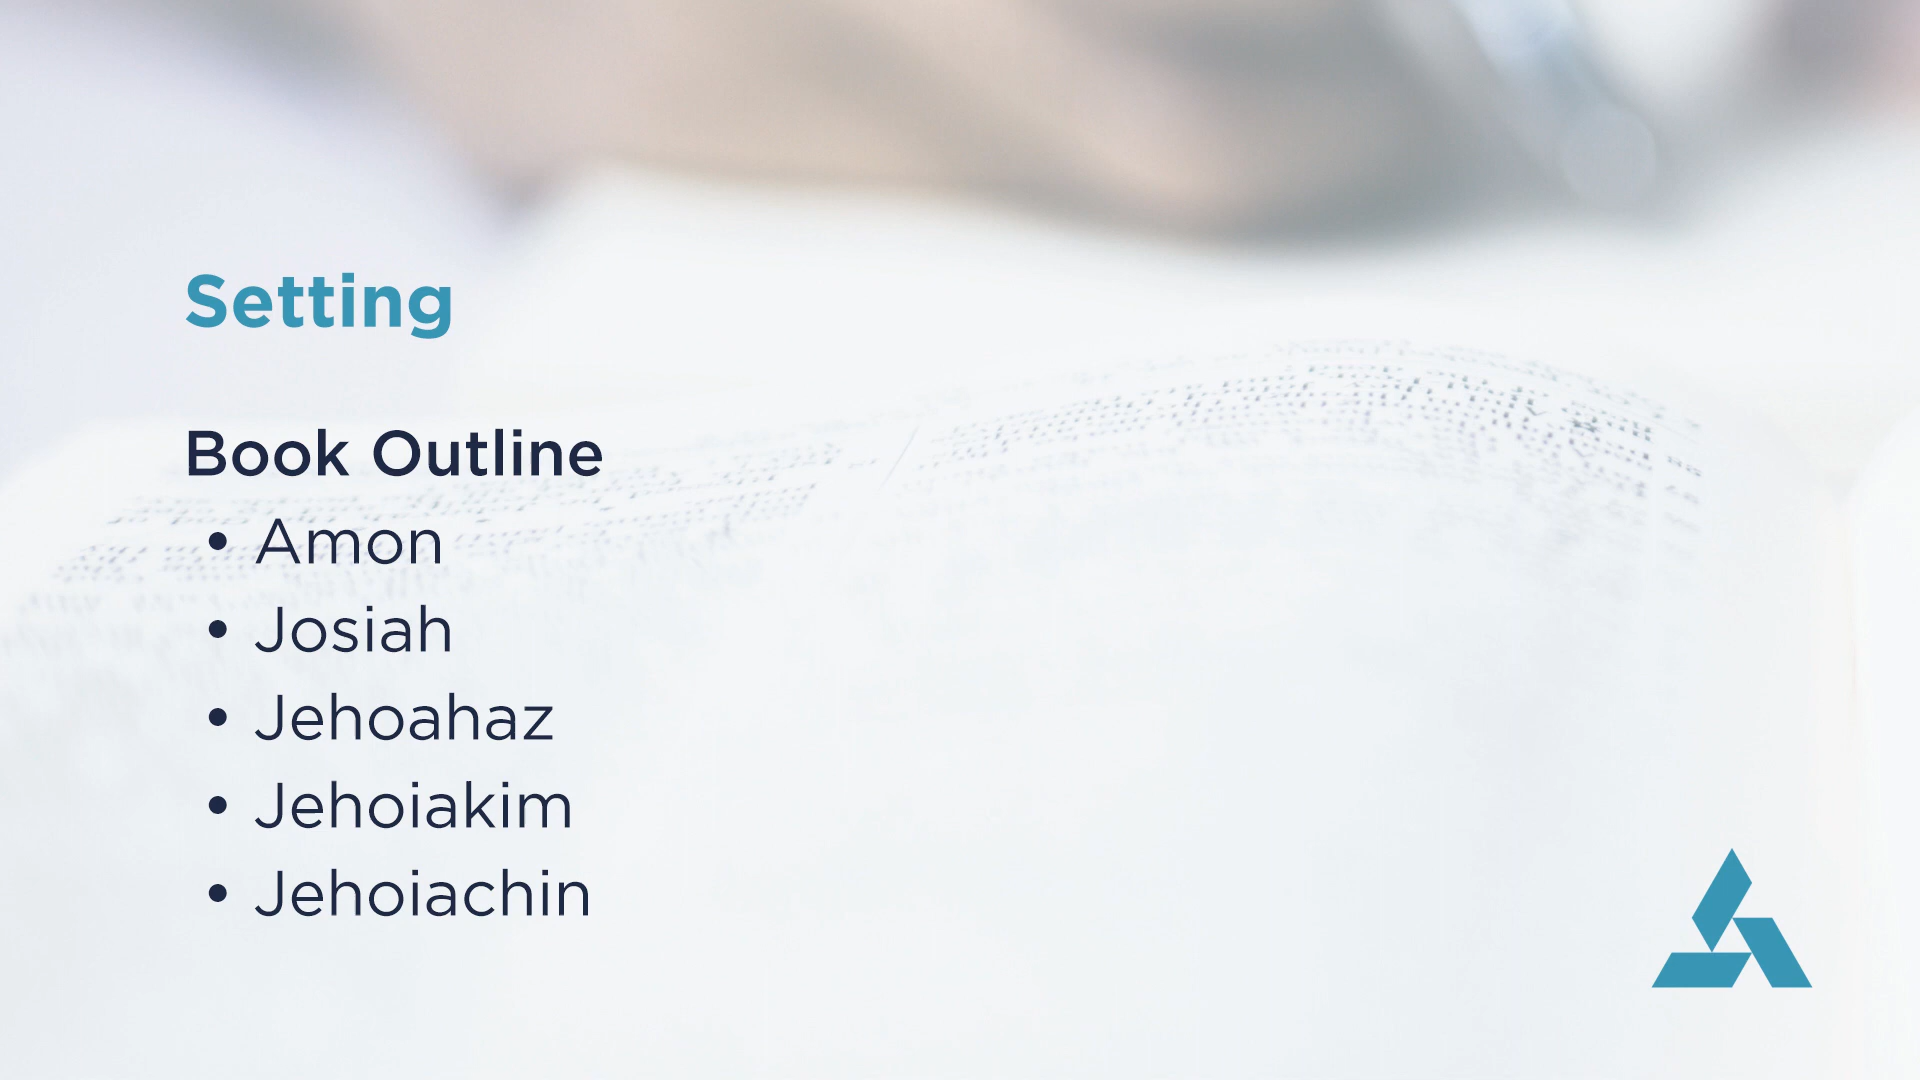 Setting
Book Outline
• Amon
• Josiah
• Jehoahaz
• Jehoiakim
• Jehoiachin